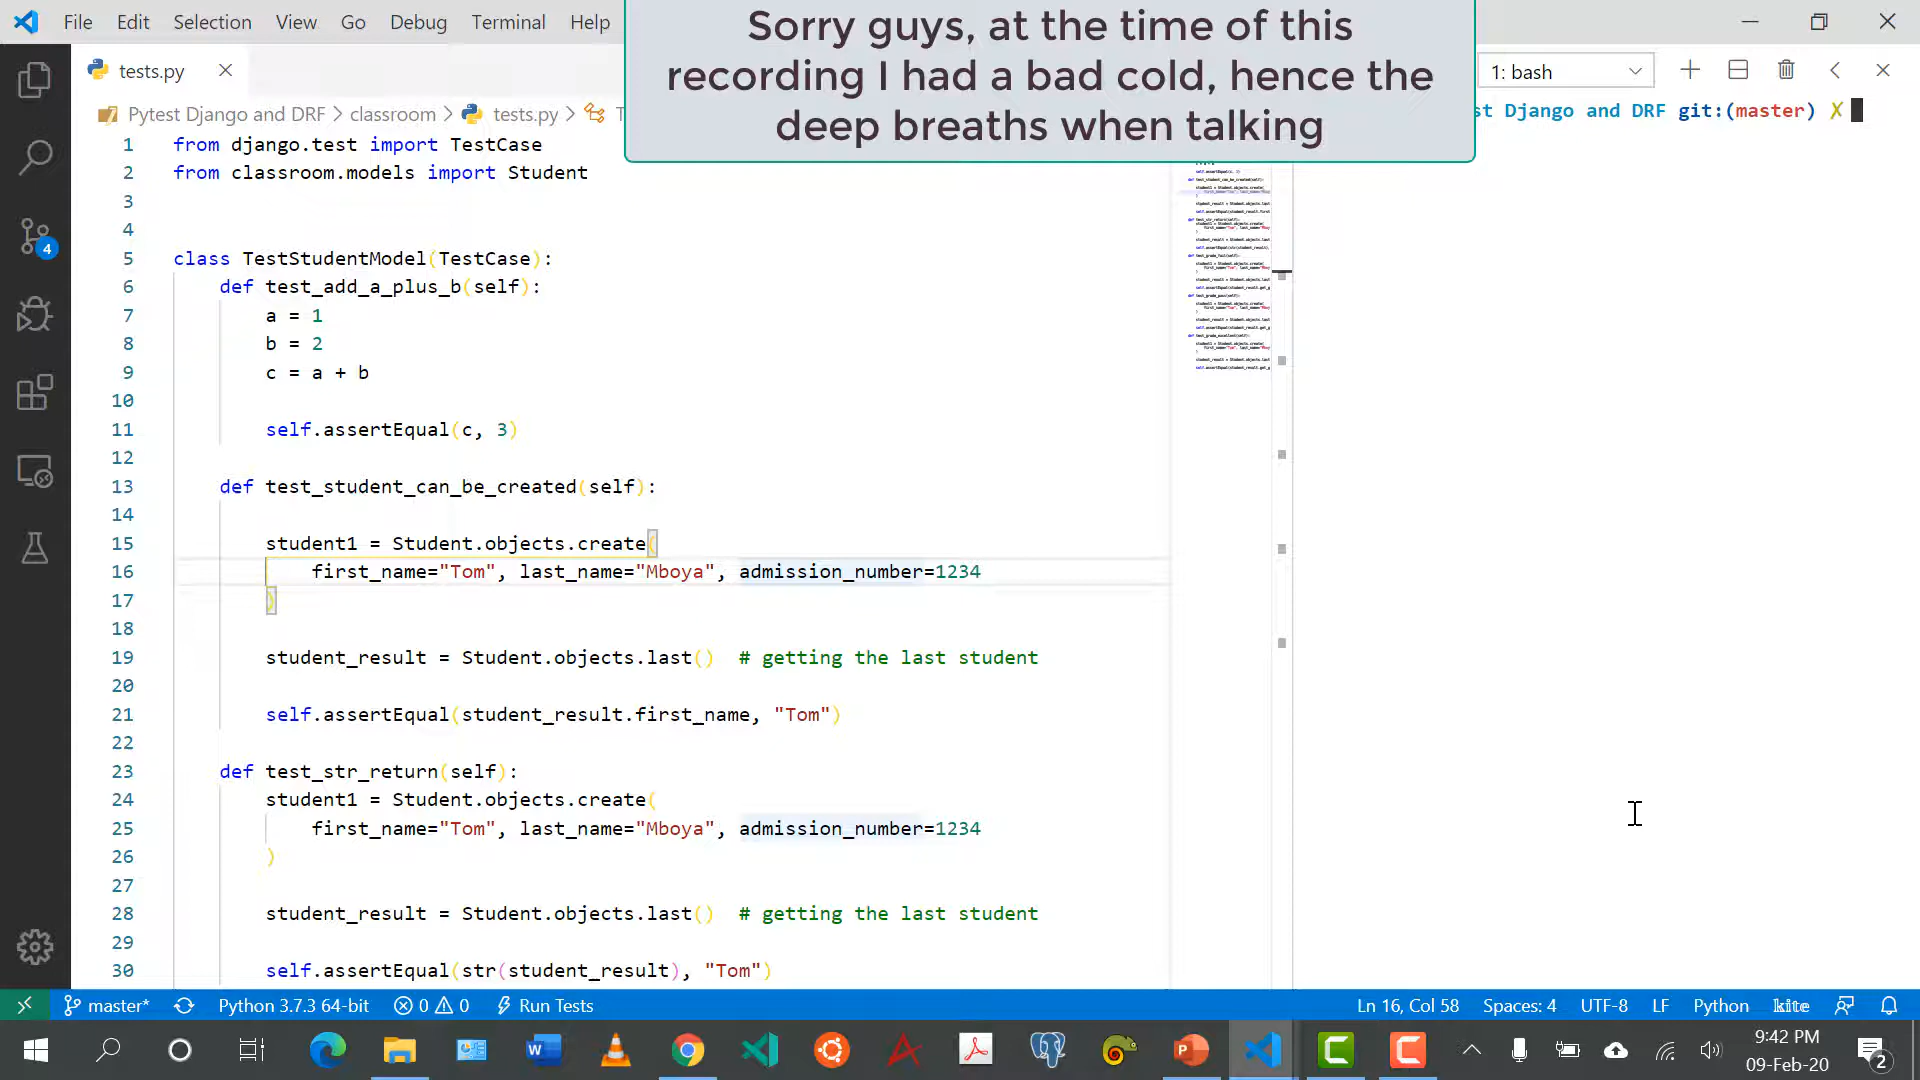 File Edit Selection View Go Debug Terminal Help
Sorry guys, at the time of this
recording I had a bad cold, hence the
deep breaths when talking
tests.py
1: bash
Pytest Django and DRF > classroom > tests.py > T
st Django and DRF git:(master) ✗
1 from django.test import TestCase
2 from classroom.models import Student
3
4
5 class TestStudentModel(TestCase):
6 def test_add_a_plus_b(self):
7 a = 1
8 b = 2
9 c = a + b
10
11 self.assertEqual(c, 3)
12
13 def test_student_can_be_created(self):
14
15 student1 = Student.objects.create(
16 first_name="Tom", last_name="Mboya", admission_number=1234
17 )
18
19 student_result = Student.objects.last() # getting the last student
20
21 self.assertEqual(student_result.first_name, "Tom")
22
23 def test_str_return(self):
24 student1 = Student.objects.create(
25 first_name="Tom", last_name="Mboya", admission_number=1234
26 )
27
28 student_result = Student.objects.last() # getting the last student
29
30 self.assertEqual(str(student_result), "Tom")
4
master* Python 3.7.3 64-bit 0 0 Run Tests Ln 16, Col 58 Spaces: 4 UTF-8 LF Python kite
9:42 PM
09-Feb-20
2